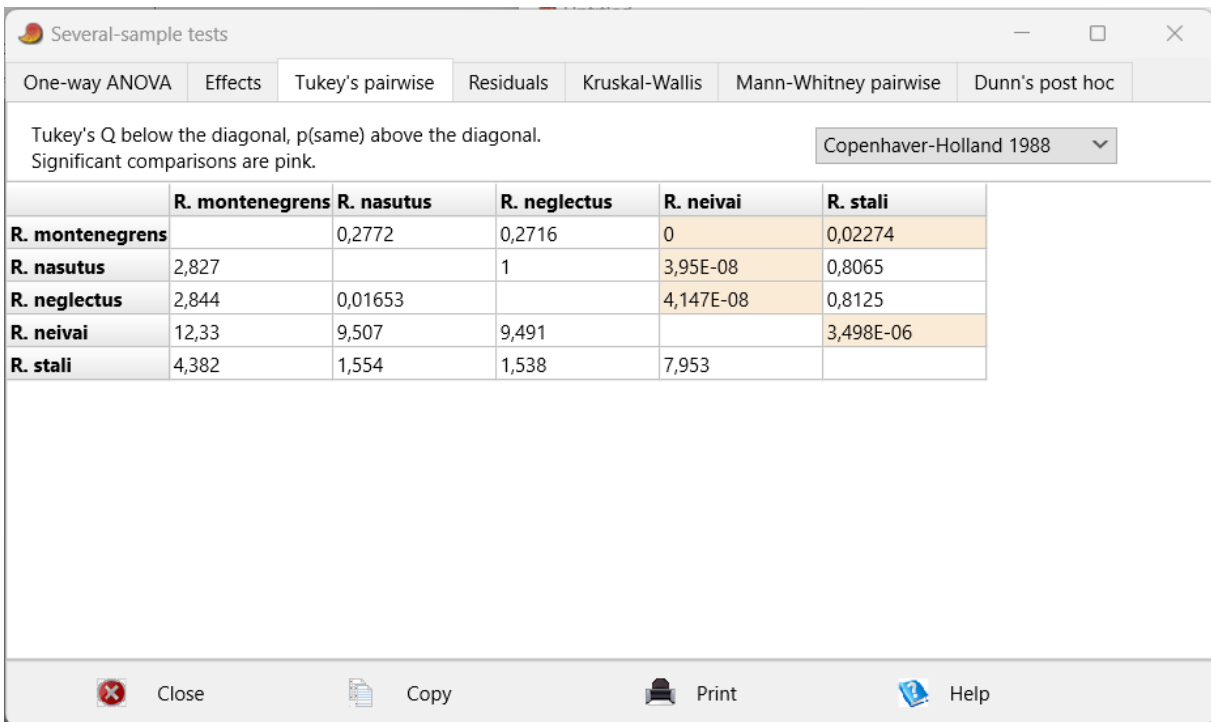 Several-sample tests
One-way ANOVA Effects Tukey's pairwise Residuals Kruskal-Wallis Mann-Whitney pairwise Dunn's post hoc
Tukey's Q below the diagonal, p(same) above the diagonal.
Significant comparisons are pink.
Copenhaver-Holland 1988
R. montenegrens R. nasutus R. neglectus R. neivai R. stali
R. montenegrens 0,2772 0,2716 0 0,02274
R. nasutus 2,827 1 3,95E-08 0,8065
R. neglectus 2,844 0,01653 4,147E-08 0,8125
R. neivai 12,33 9,507 9,491 3,498E-06
R. stali 4,382 1,554 1,538 7,953
Close Copy Print Help